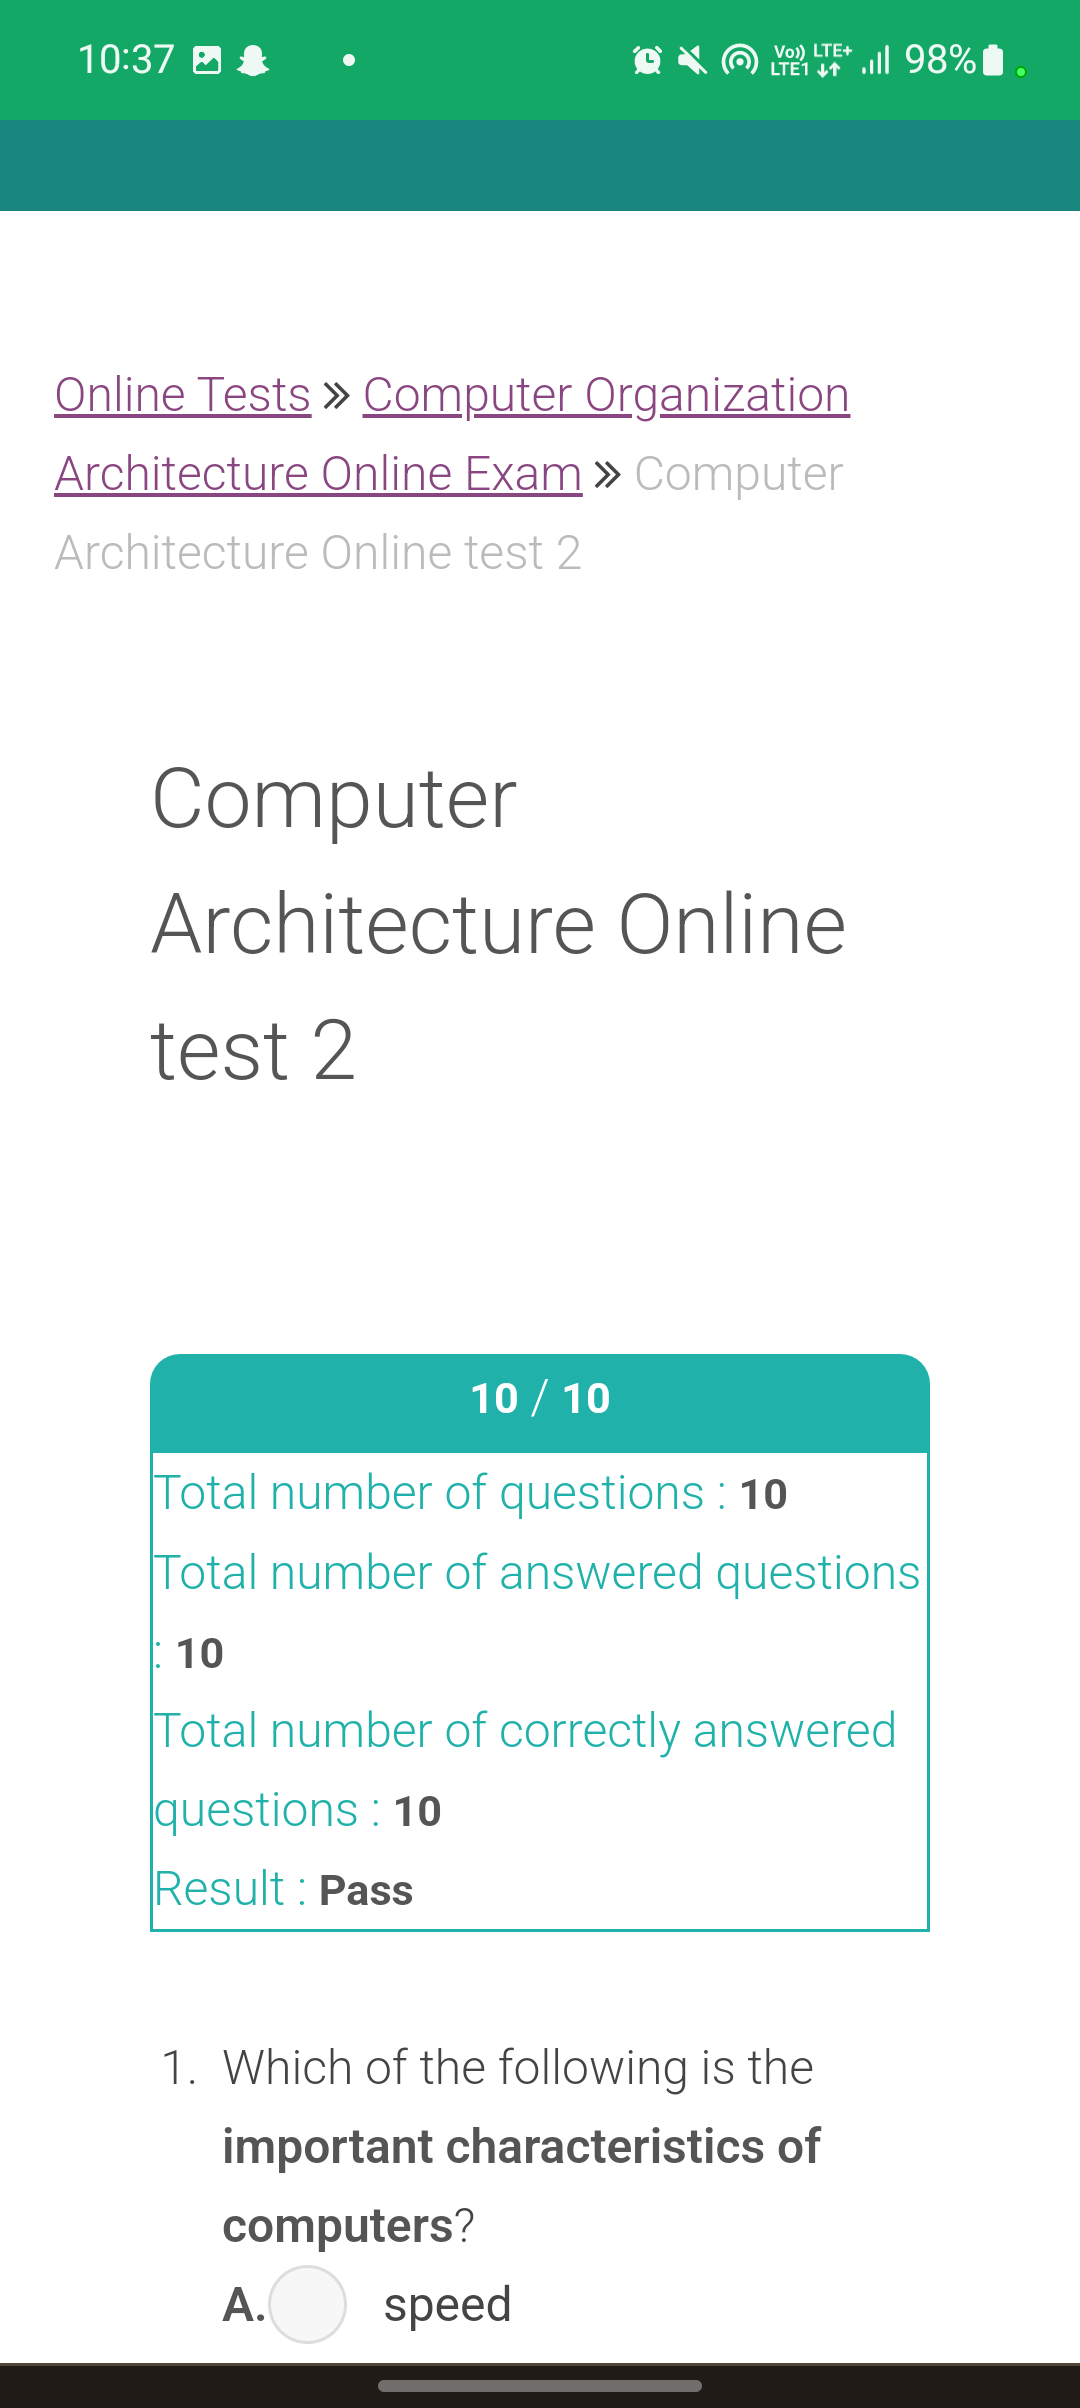 10:37
Vo)) LTE+
LTE1
98%
Online Tests » Computer Organization
Architecture Online Exam » Computer
Architecture Online test 2
Computer
Architecture Online
test 2
10 / 10
Total number of questions : 10
Total number of answered questions
: 10
Total number of correctly answered
questions : 10
Result : Pass
1. Which of the following is the
important characteristics of
computers?
A. speed